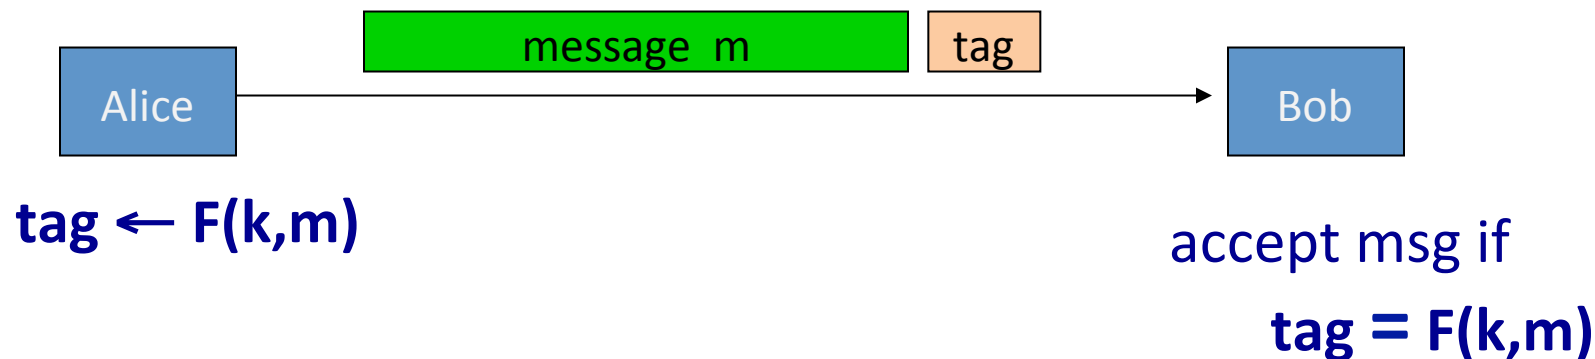 message m
tag
Alice
Bob
tag ← F(k,m)
accept msg if
tag = F(k,m)